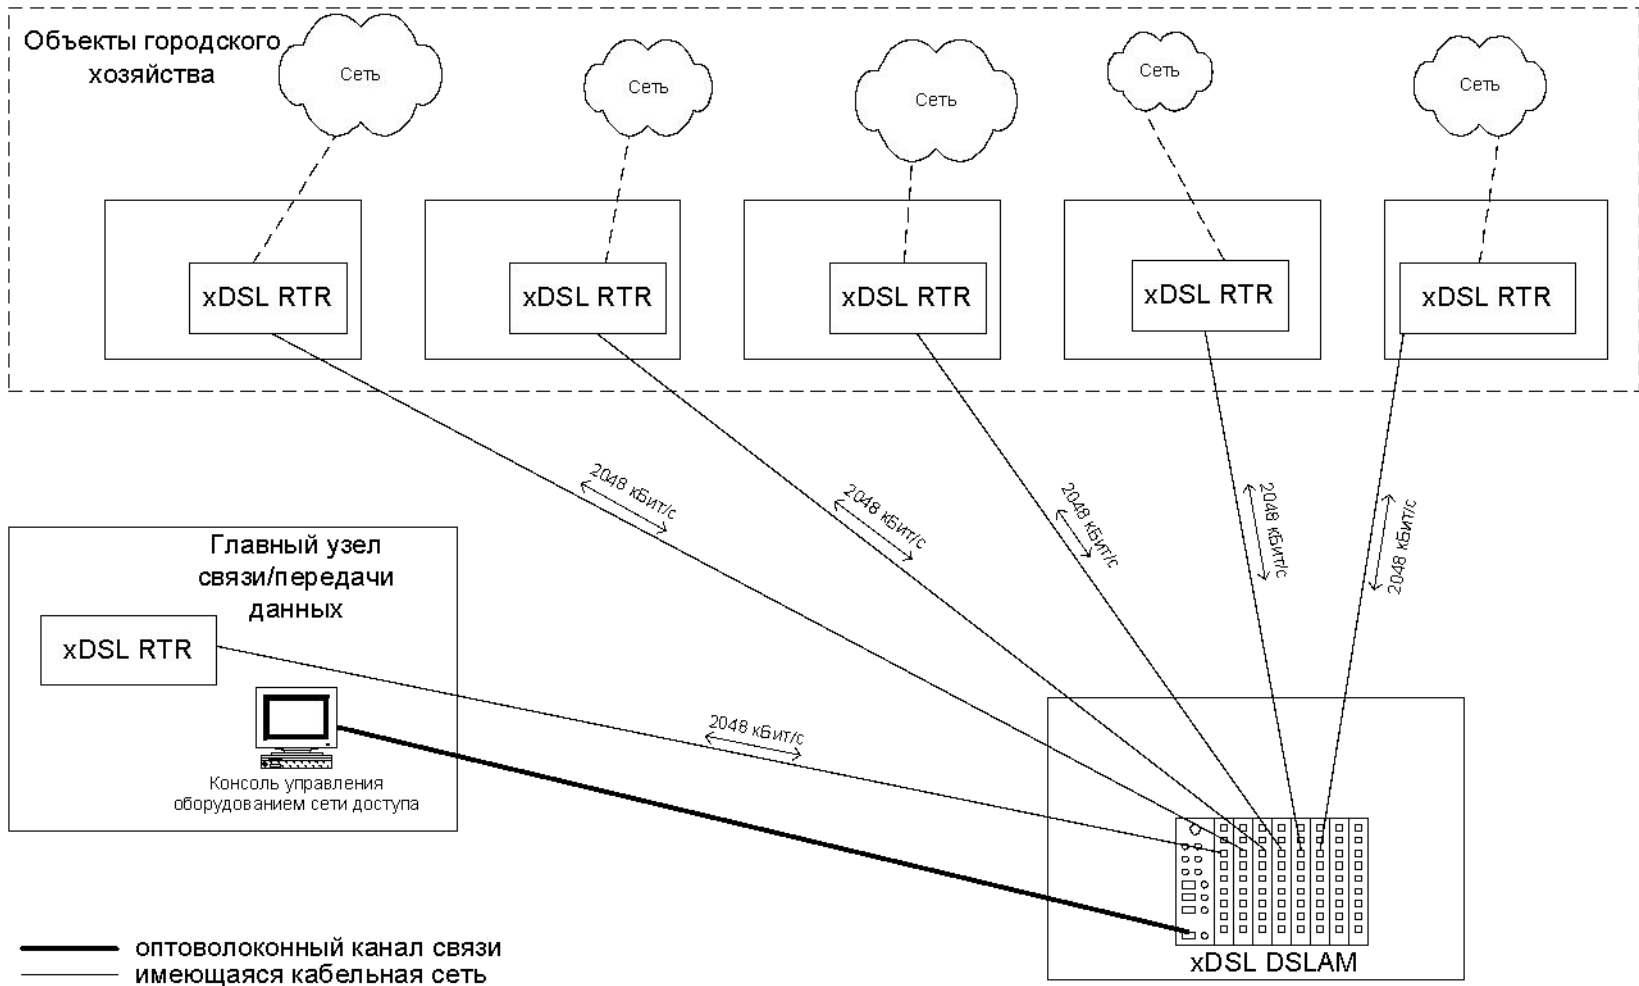 Объекты городского
хозяйства
Сеть
Сеть
Сеть
Сеть
Сеть
xDSL RTR
xDSL RTR
xDSL RTR
xDSL RTR
xDSL RTR
2048 кБит/с
2048 кБит/с
2048 кБит/с
2048 кБит/с
2048 кБит/с
Главный узел
связи/передачи
данных
xDSL RTR
2048 кБит/с
Консоль управления
оборудованием сети доступа
xDSL DSLAM
оптоволоконный канал связи
имеющаяся кабельная сеть